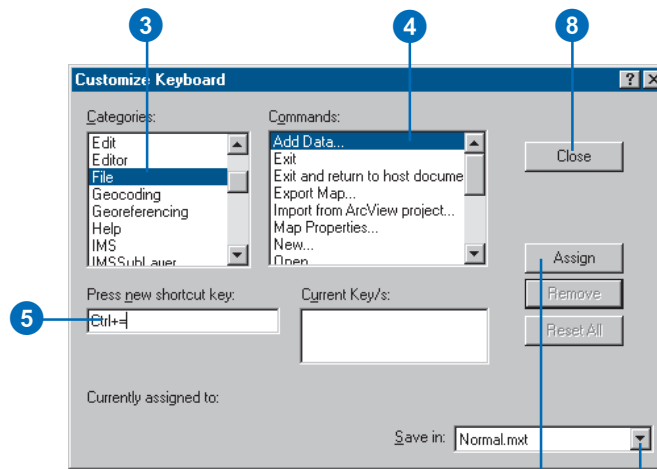 3
4
8
Customize Keyboard
?
Categories:
Commands:
Edit
Editor
File
Geocoding
Georeferencing
Help
IMS
IMSSubLayer
Add Data...
Exit
Exit and return to host docume
Export Map...
Import from ArcView project...
Map Properties...
New...
Open
Close
Assign
Remove
Reset All
Press new shortcut key:
Current Key/s:
5
Ctrl+=
Currently assigned to:
Save in:
Normal.mxt